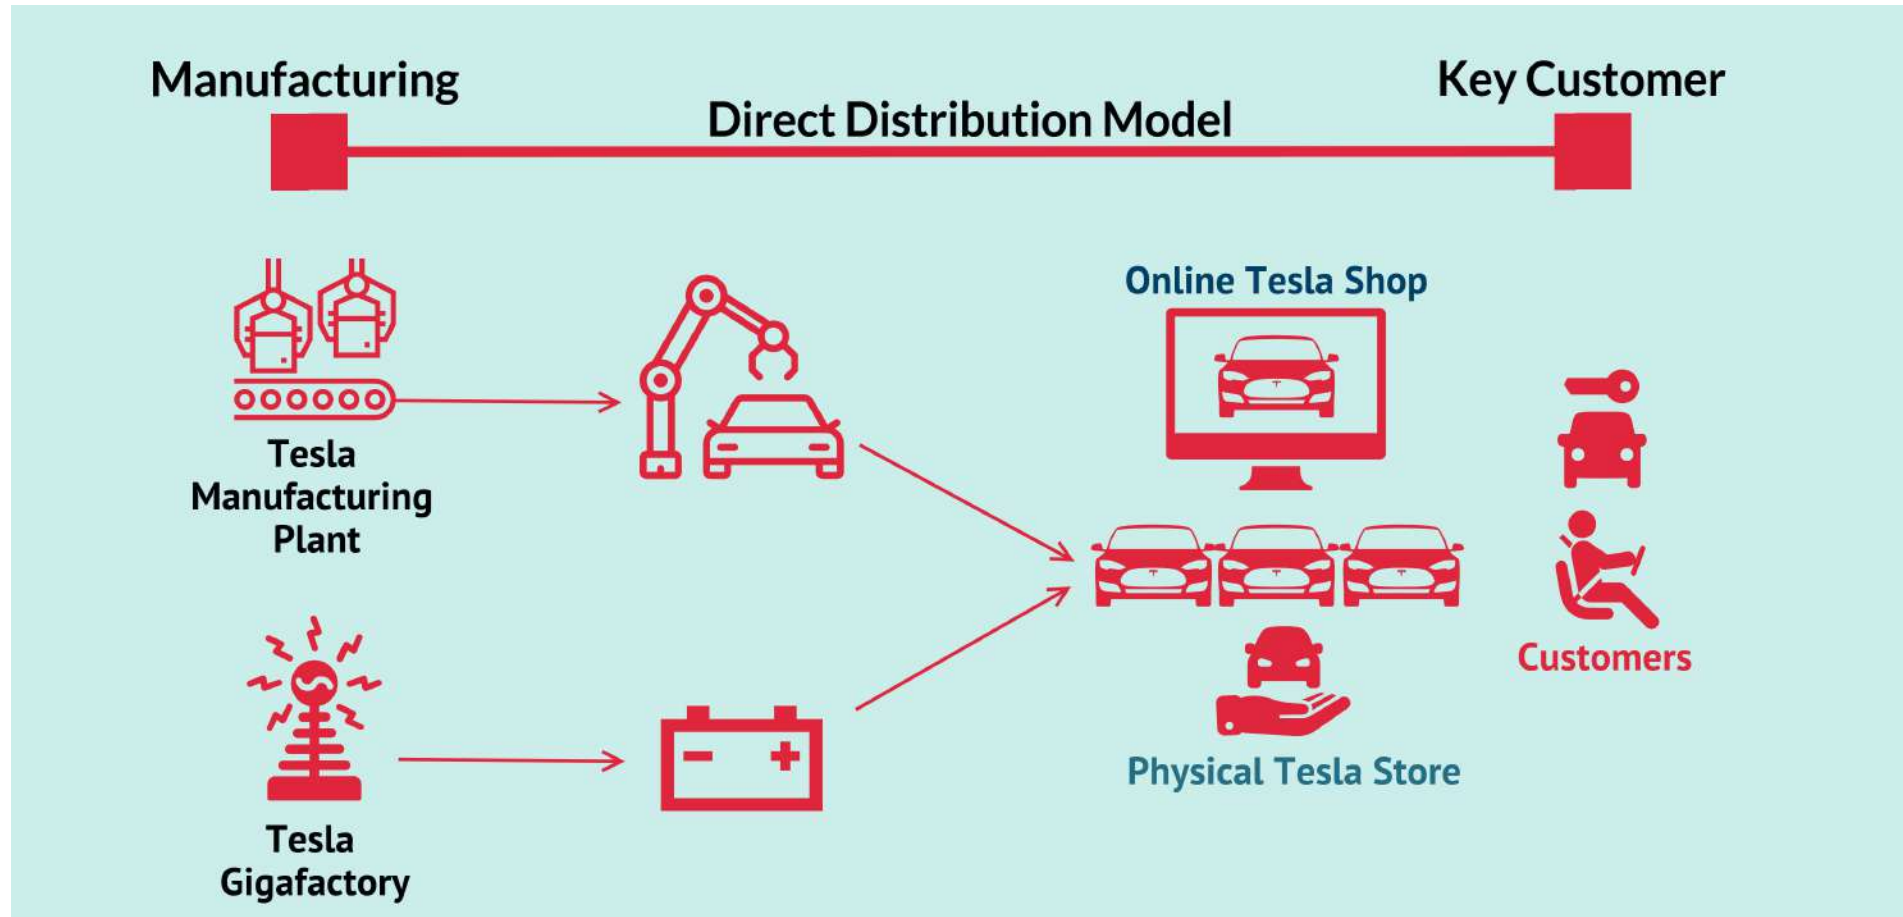 Manufacturing
Direct Distribution Model
Key Customer
Online Tesla Shop
Tesla
Manufacturing
Plant
Customers
Physical Tesla Store
Tesla
Gigafactory